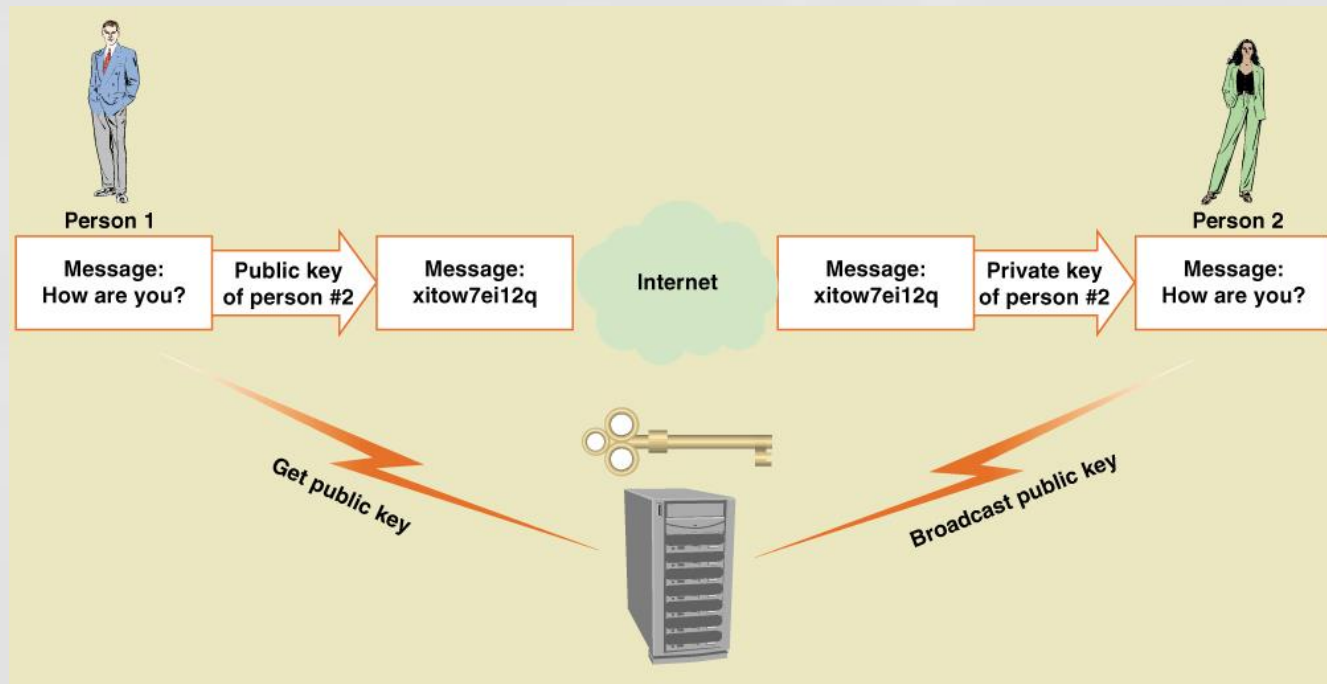 Person 1
Person 2
Message:
How are you?
Public key
of person #2
Message:
xitow7ei12q
Internet
Message:
xitow7ei12q
Private key
of person #2
Message:
How are you?
Get public key
Broadcast public key